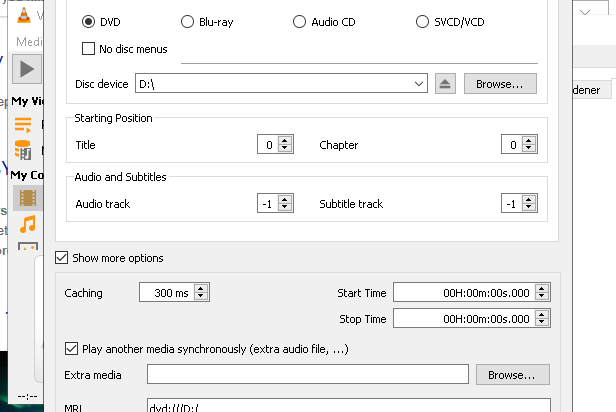 DVD Blu-ray Audio CD SVCD/VCD
No disc menus
Disc device D:\ Browse...
dener
Starting Position
Title 0 Chapter 0
Audio and Subtitles
Audio track -1 Subtitle track -1
Medi
My Vi
My Co
Show more options
Caching 300 ms Start Time 00H:00m:00s.000
Stop Time 00H:00m:00s.000
Play another media synchronously (extra audio file, ...)
Extra media Browse...
--:--
MRL dvd:///D:/